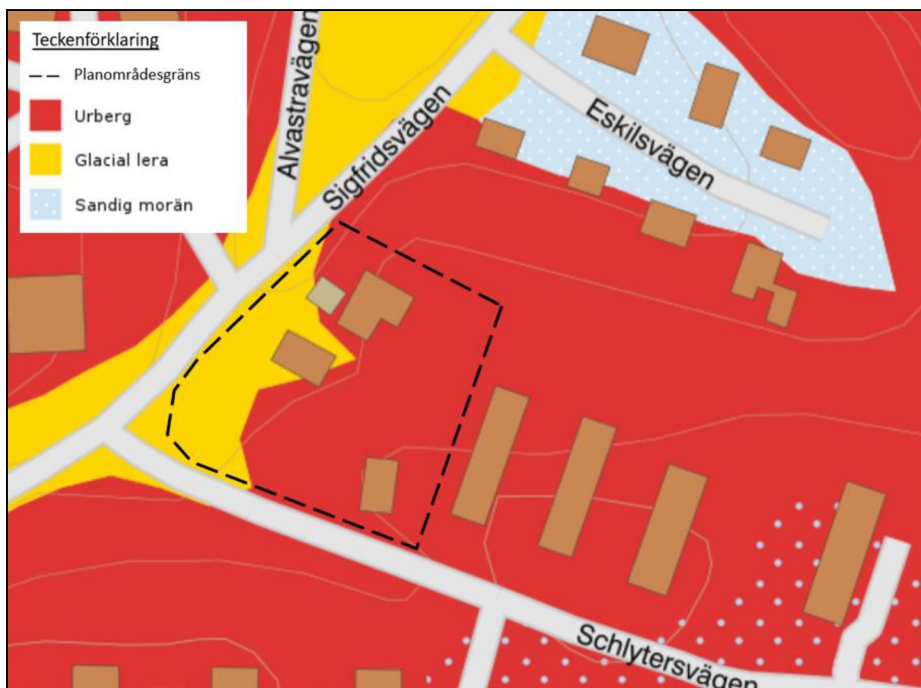 Teckenförklaring
Planområdesgräns
Urberg
Glacial lera
Sandig morän
Alvastravägen
Sigfridsvägen
Eskilsvägen
Schlytersvägen